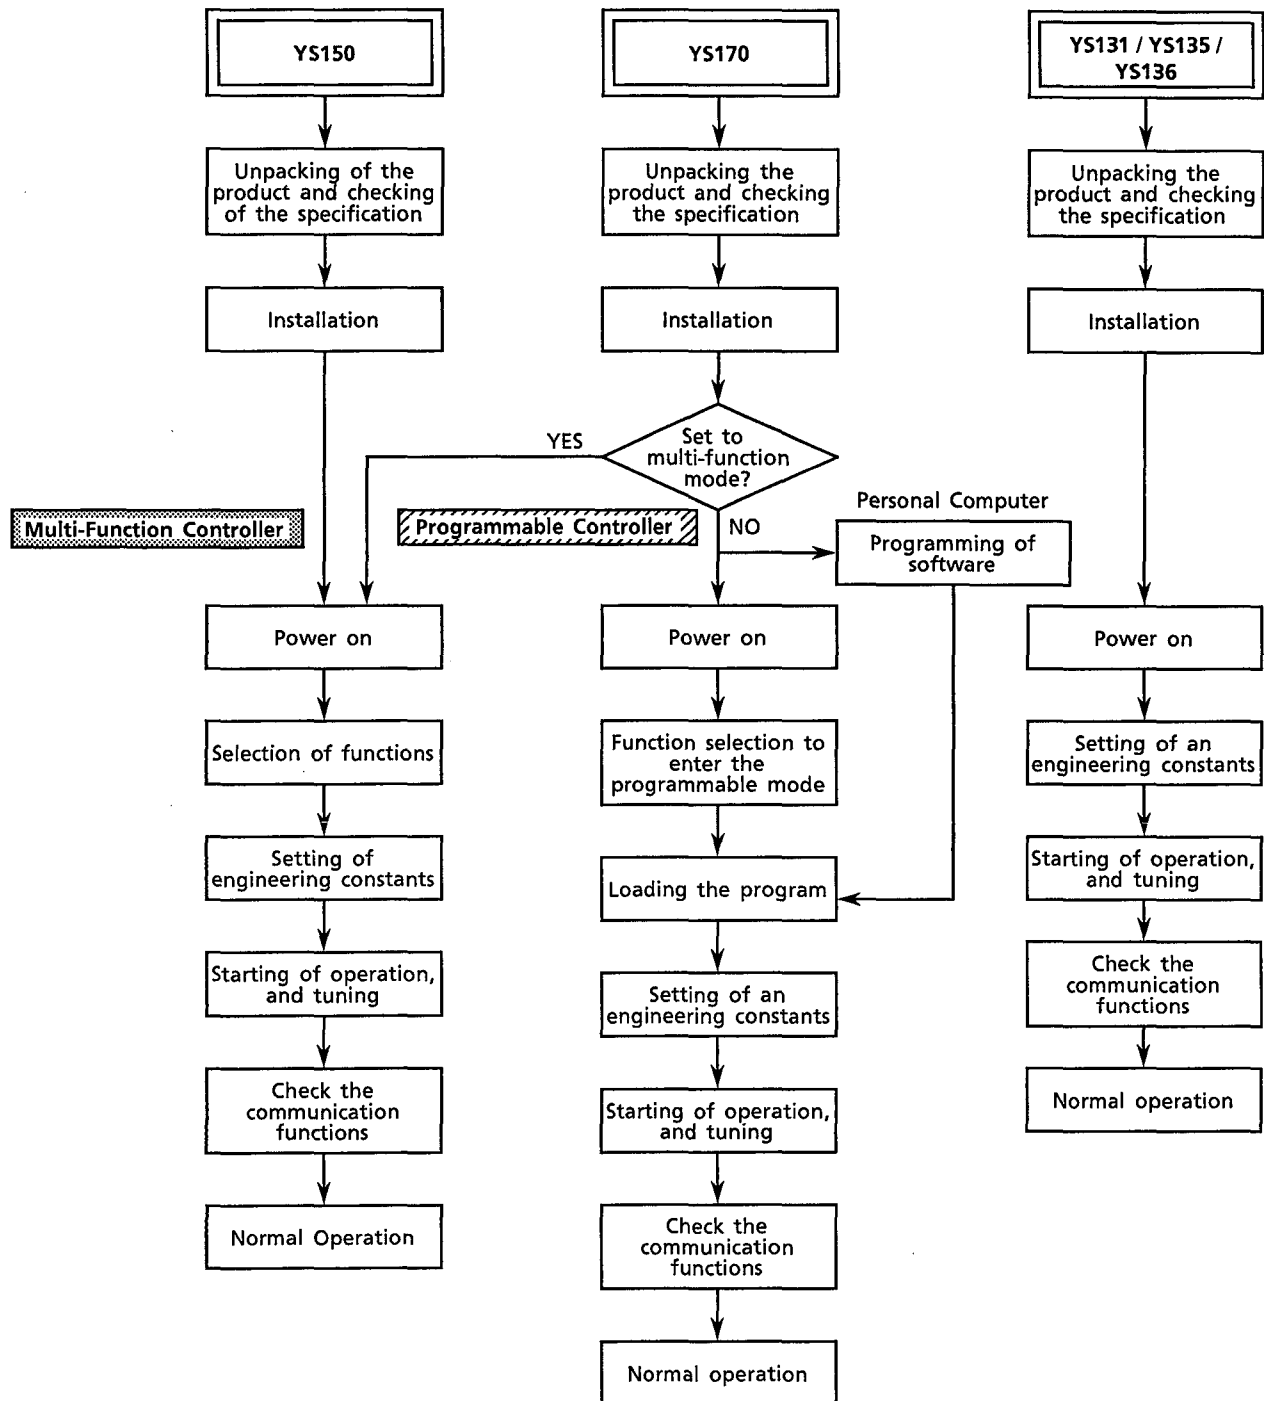 YS150
Unpacking of the
product and checking
of the specification
Installation
Multi-Function Controller
Power on
Selection of functions
Setting of
engineering constants
Starting of operation,
and tuning
Check the
communication
functions
Normal Operation
YS170
Unpacking the
product and checking
the specification
Installation
Set to
multi-function
mode?
YES
NO
Programmable Controller
Personal Computer
Programming of
software
Power on
Function selection to
enter the
programmable mode
Loading the program
Setting of an
engineering constants
Starting of operation,
and tuning
Check the
communication
functions
Normal operation
YS131 / YS135 /
YS136
Unpacking the
product and checking
the specification
Installation
Power on
Setting of an
engineering constants
Starting of operation,
and tuning
Check the
communication
functions
Normal operation